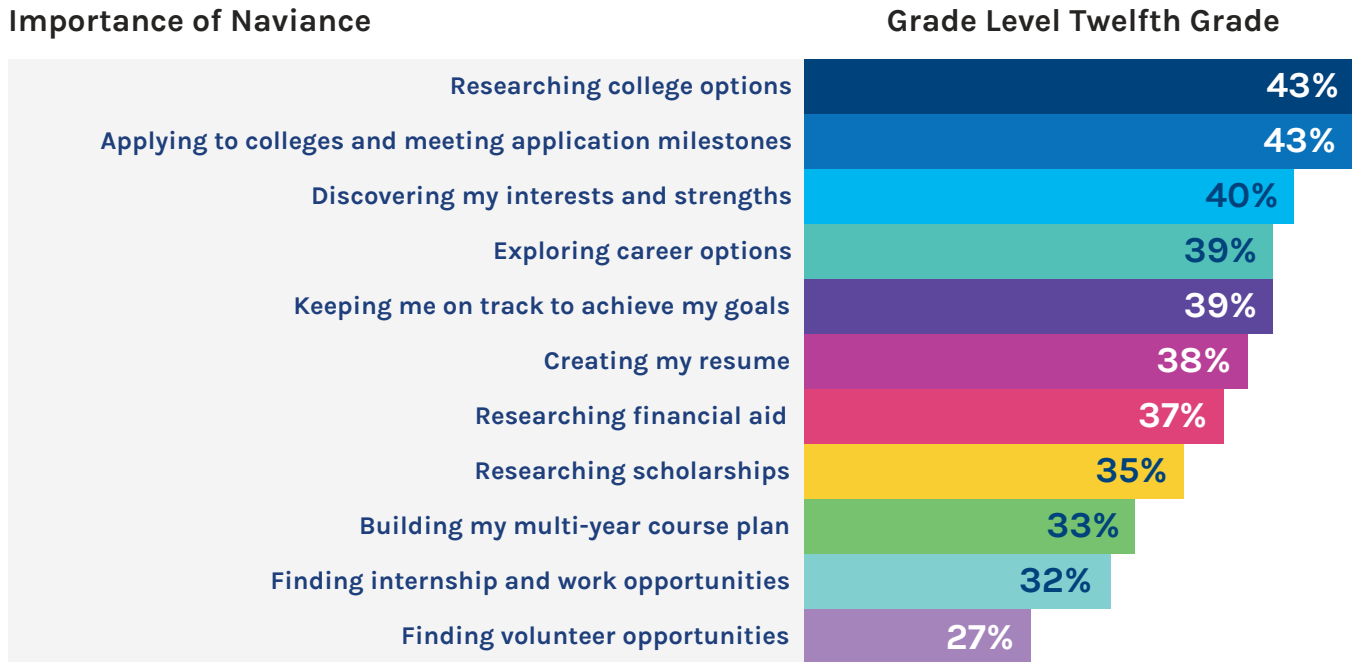 Importance of Naviance
Grade Level Twelfth Grade
Researching college options 43%
Applying to colleges and meeting application milestones 43%
Discovering my interests and strengths 40%
Exploring career options 39%
Keeping me on track to achieve my goals 39%
Creating my resume 38%
Researching financial aid 37%
Researching scholarships 35%
Building my multi-year course plan 33%
Finding internship and work opportunities 32%
Finding volunteer opportunities 27%